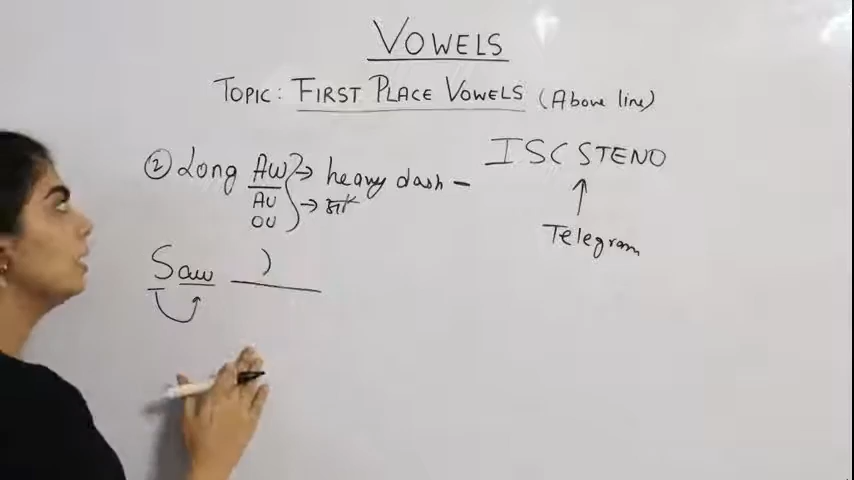 VOWELS
TOPIC: FIRST PLACE VOWELS (Above line)
② Long AW → heavy dash –
AU →
OU
ISC STENO
Telegram
Saw )